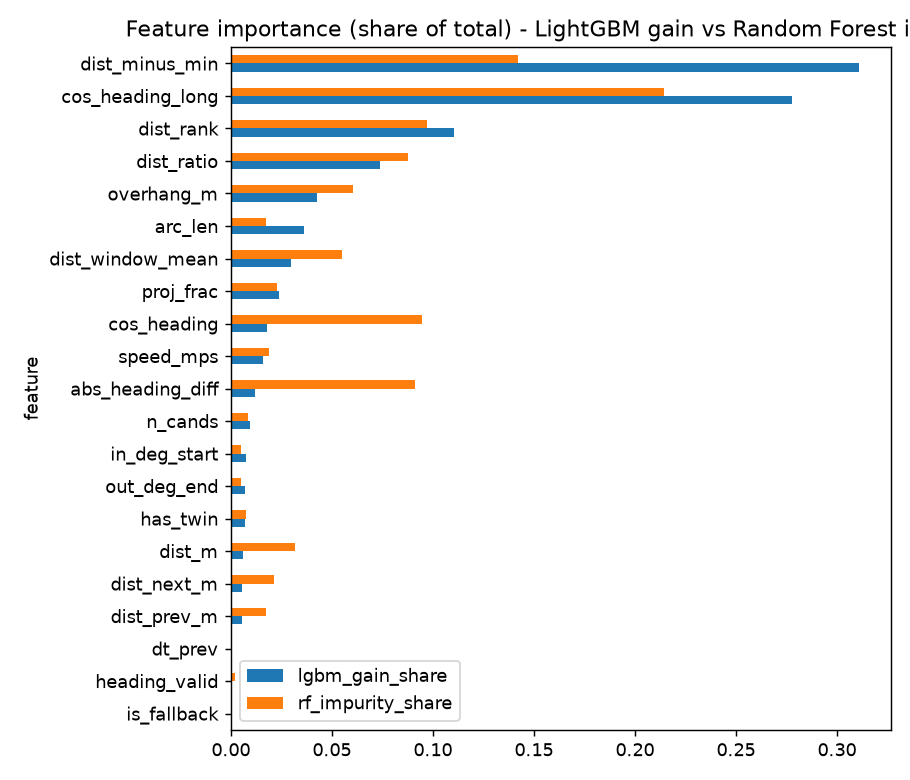 Feature importance (share of total) - LightGBM gain vs Random Forest i
dist_minus_min
cos_heading_long
dist_rank
dist_ratio
overhang_m
arc_len
dist_window_mean
proj_frac
cos_heading
speed_mps
abs_heading_diff
n_cands
in_deg_start
out_deg_end
has_twin
dist_m
dist_next_m
dist_prev_m
dt_prev
heading_valid
is_fallback
feature
lgbm_gain_share
rf_impurity_share
0.00 0.05 0.10 0.15 0.20 0.25 0.30